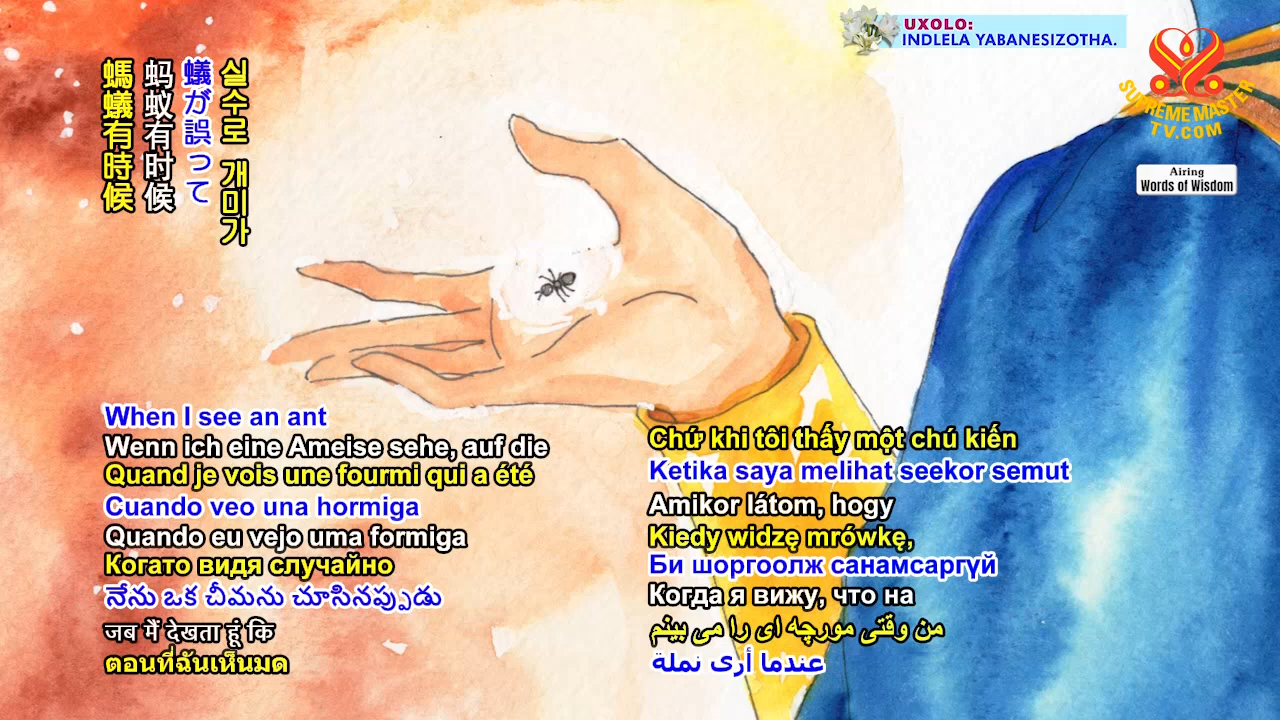 UXOLO:
INDLELA YABANESIZOTHA.
SUPREME MASTER
TV.COM
Airing
Words of Wisdom
실수로 개미가
蟻が誤って
蚂蚁有时候
螞蟻有時候
When I see an ant
Wenn ich eine Ameise sehe, auf die
Quand je vois une fourmi qui a été
Cuando veo una hormiga
Quando eu vejo uma formiga
Когато видя случайно
నేను ఒక చీమను చూసినప్పుడు
जब मैं देखता हूं कि
ตอนที่ฉันเห็นมด
Chứ khi tôi thấy một chú kiến
Ketika saya melihat seekor semut
Amikor látom, hogy
Kiedy widzę mrówkę,
Би шоргоолж санамсаргүй
Когда я вижу, что на
من وقتی مورچه ای را می بینم
عندما أرى نملة